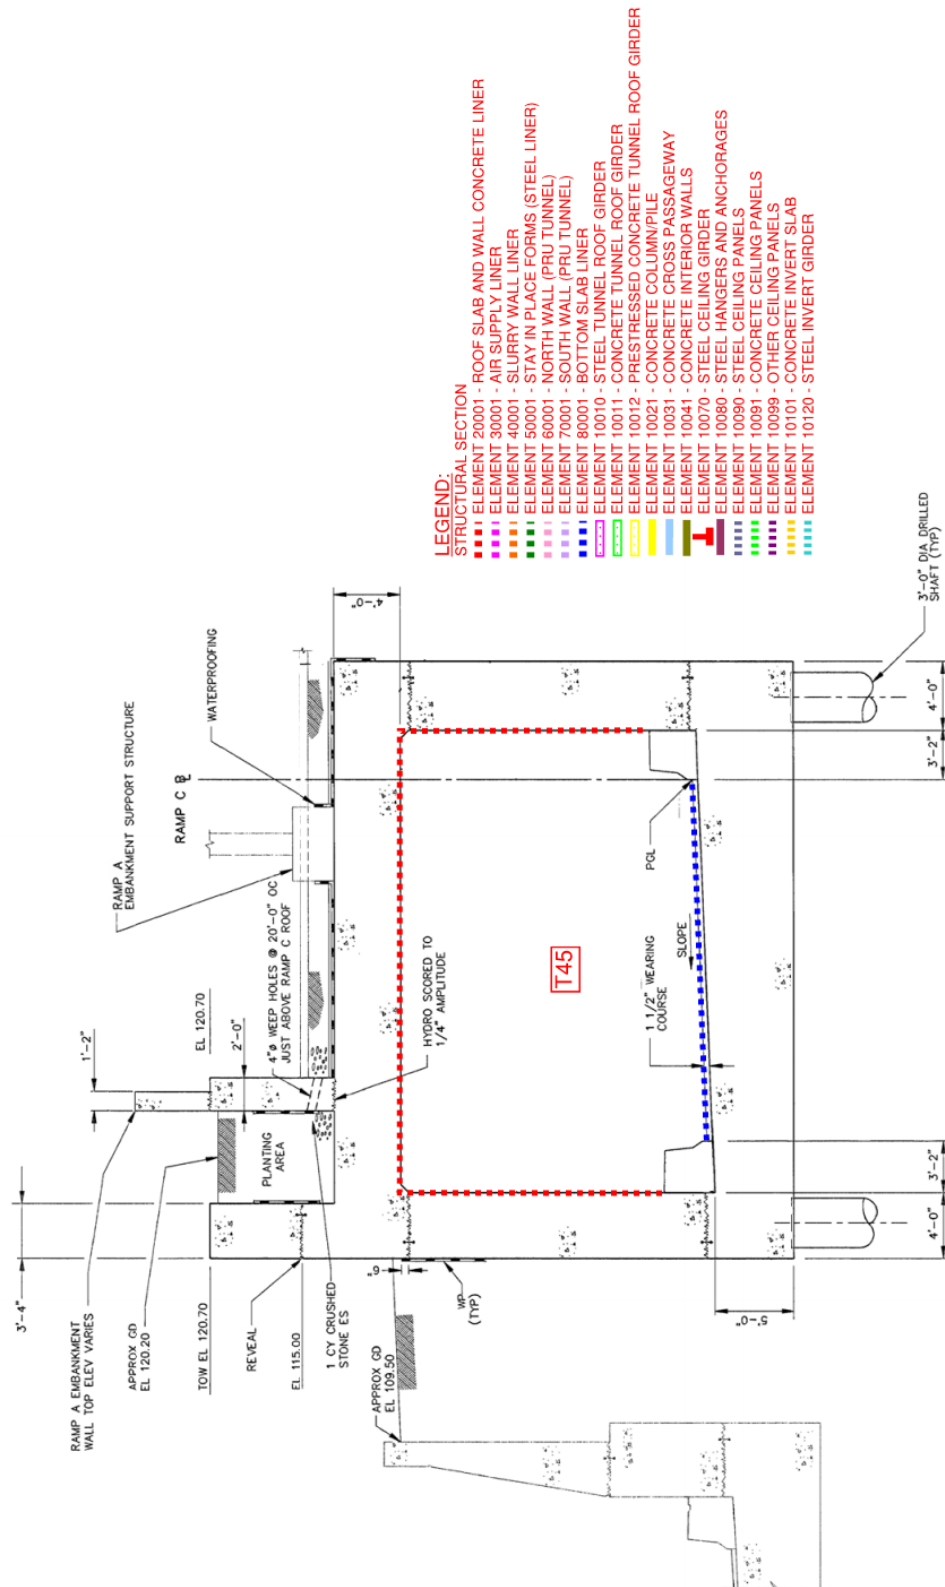 LEGEND:
STRUCTURAL SECTION
ELEMENT 20001 - ROOF SLAB AND WALL CONCRETE LINER
ELEMENT 30001 - AIR SUPPLY LINER
ELEMENT 40001 - SLURRY WALL LINER
ELEMENT 50001 - STAY IN PLACE FORMS (STEEL LINER)
ELEMENT 60001 - NORTH WALL (PRU TUNNEL)
ELEMENT 70001 - SOUTH WALL (PRU TUNNEL)
ELEMENT 80001 - BOTTOM SLAB LINER
ELEMENT 10010 - STEEL TUNNEL ROOF GIRDER
ELEMENT 10011 - CONCRETE TUNNEL ROOF GIRDER
ELEMENT 10012 - PRESTRESSED CONCRETE TUNNEL ROOF GIRDER
ELEMENT 10021 - CONCRETE COLUMN/PILE
ELEMENT 10031 - CONCRETE CROSS PASSAGEWAY
ELEMENT 10041 - CONCRETE INTERIOR WALLS
ELEMENT 10070 - STEEL CEILING GIRDER
ELEMENT 10080 - STEEL HANGERS AND ANCHORAGES
ELEMENT 10090 - STEEL CEILING PANELS
ELEMENT 10091 - CONCRETE CEILING PANELS
ELEMENT 10099 - OTHER CEILING PANELS
ELEMENT 10101 - CONCRETE INVERT SLAB
ELEMENT 10120 - STEEL INVERT GIRDER
RAMP A EMBANKMENT
WALL TOP ELEV VARIES
3'-4"
1'-2"
APPROX GD
EL 120.20
TOW EL 120.70
REVEAL
EL 115.00
1 CY CRUSHED
STONE ES
PLANTING
AREA
EL 120.70
2'-0"
4"ø WEEP HOLES @ 20'-0" OC
JUST ABOVE RAMP C ROOF
RAMP A
EMBANKMENT SUPPORT STRUCTURE
RAMP C ℄
WATERPROOFING
4'-0"
HYDRO SCORED TO
1/4" AMPLITUDE
6"
WP
(TYP)
APPROX GD
EL 109.50
T45
1 1/2" WEARING
COURSE
SLOPE
PGL
5'-0"
4'-0"
3'-2"
3'-2"
4'-0"
3'-0" DIA DRILLED
SHAFT (TYP)